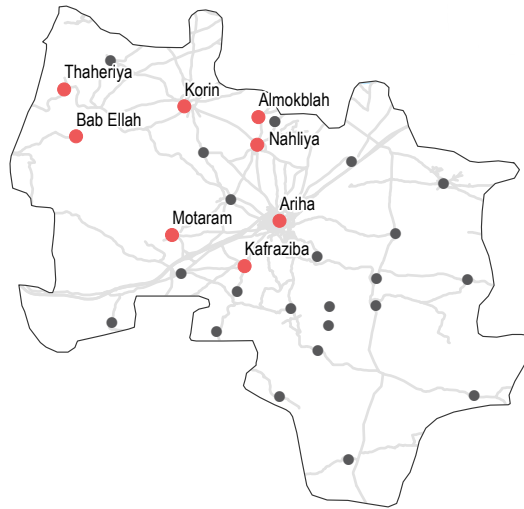 Thaheriya
Korin
Almokblah
Bab Ellah
Nahliya
Ariha
Motaram
Kafraziba